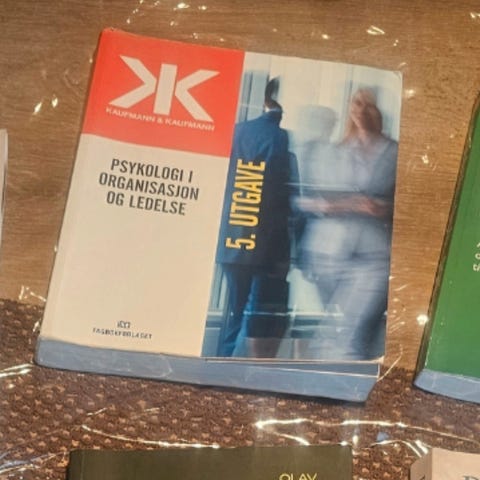 KAUFMANN & KAUFMANN
PSYKOLOGI I
ORGANISASJON
OG LEDELSE
5. UTGAVE
FAGBOKFORLAGET
OLAV